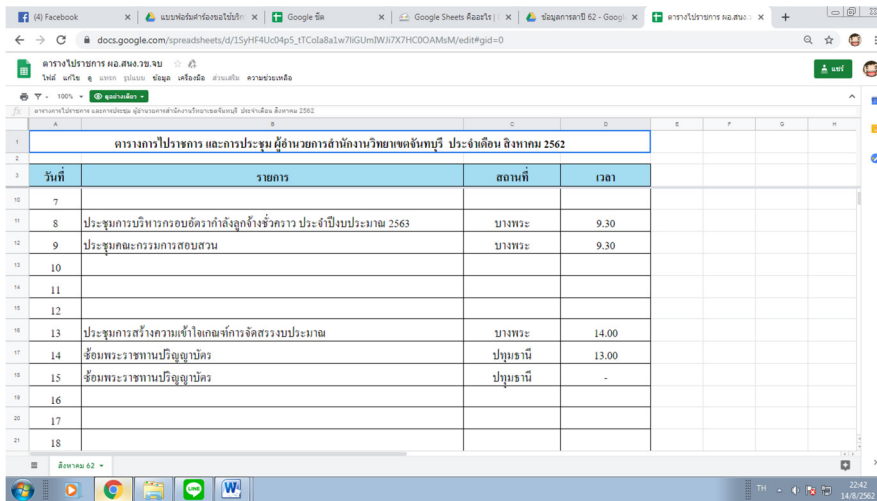 (4) Facebook
แบบฟอร์มคำร้องขอใช้บริก
Google ชีต
Google Sheets คืออะไร |
ข้อมูลการลาปี 62 - Googl
ตารางไปราชการ ผอ.สนง.ว
docs.google.com/spreadsheets/d/1SyHF4Uc04p5_tTCoIa8a1w7liGUmIWJi7X7HC0OAMsM/edit#gid=0
ตารางไปราชการ ผอ.สนง.วข.จบ
ไฟล์ แก้ไข ดู แทรก รูปแบบ ข้อมูล เครื่องมือ ส่วนเสริม ความช่วยเหลือ
แชร์
100% ดูอย่างเดียว
fx ตารางการไปราชการ และการประชุม ผู้อำนวยการสำนักงานวิทยาเขตจันทบุรี ประจำเดือน สิงหาคม 2562
A B C D E F G H
1 ตารางการไปราชการ และการประชุม ผู้อำนวยการสำนักงานวิทยาเขตจันทบุรี ประจำเดือน สิงหาคม 2562
2
3 วันที่ รายการ สถานที่ เวลา
10 7
11 8 ประชุมการบริหารกรอบอัตรากำลังลูกจ้างชั่วคราว ประจำปีงบประมาณ 2563 บางพระ 9.30
12 9 ประชุมคณะกรรมการสอบสวน บางพระ 9.30
13 10
14 11
15 12
16 13 ประชุมการสร้างความเข้าใจเกณฑ์การจัดสรรงบประมาณ บางพระ 14.00
17 14 ซ้อมพระราชทานปริญญาบัตร ปทุมธานี 13.00
18 15 ซ้อมพระราชทานปริญญาบัตร ปทุมธานี -
19 16
20 17
21 18
สิงหาคม 62
LINE W TH 22:42
14/8/2562